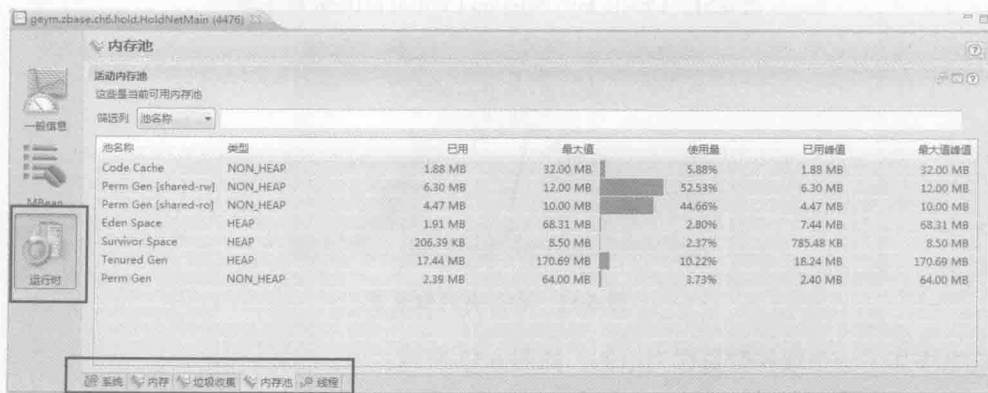 geym.zbase.ch6.hold.HoldNetMain (4476)
内存池
活动内存池
这些是当前可用内存池
筛选列 池名称
一般信息
MBean
运行时
池名称 类型 已用 最大值 使用量 已用峰值 最大值峰值
Code Cache NON_HEAP 1.88 MB 32.00 MB 5.88% 1.88 MB 32.00 MB
Perm Gen [shared-rw] NON_HEAP 6.30 MB 12.00 MB 52.53% 6.30 MB 12.00 MB
Perm Gen [shared-ro] NON_HEAP 4.47 MB 10.00 MB 44.66% 4.47 MB 10.00 MB
Eden Space HEAP 1.91 MB 68.31 MB 2.80% 7.44 MB 68.31 MB
Survivor Space HEAP 206.39 KB 8.50 MB 2.37% 785.48 KB 8.50 MB
Tenured Gen HEAP 17.44 MB 170.69 MB 10.22% 18.24 MB 170.69 MB
Perm Gen NON_HEAP 2.39 MB 64.00 MB 3.73% 2.40 MB 64.00 MB
系统 内存 垃圾收集 内存池 线程